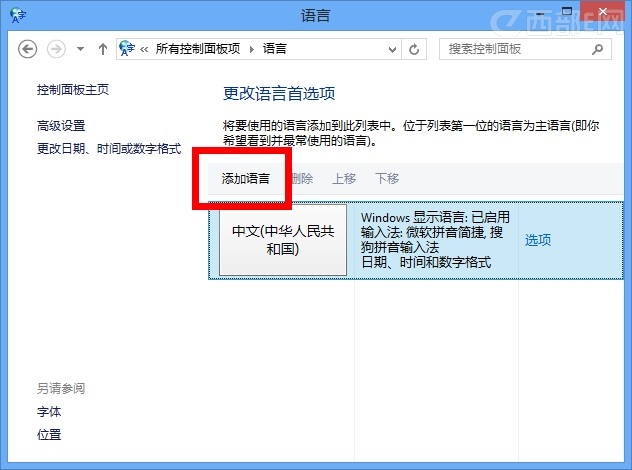 语言
西部E网
所有控制面板项
语言
搜索控制面板
控制面板主页
高级设置
更改日期、时间或数字格式
更改语言首选项
将要使用的语言添加到此列表中。位于列表第一位的语言为主语言(即你
希望看到并最常使用的语言)。
添加语言
删除
上移
下移
中文(中华人民共
和国)
Windows 显示语言: 已启用
输入法: 微软拼音简捷, 搜
狗拼音输入法
日期、时间和数字格式
选项
另请参阅
字体
位置